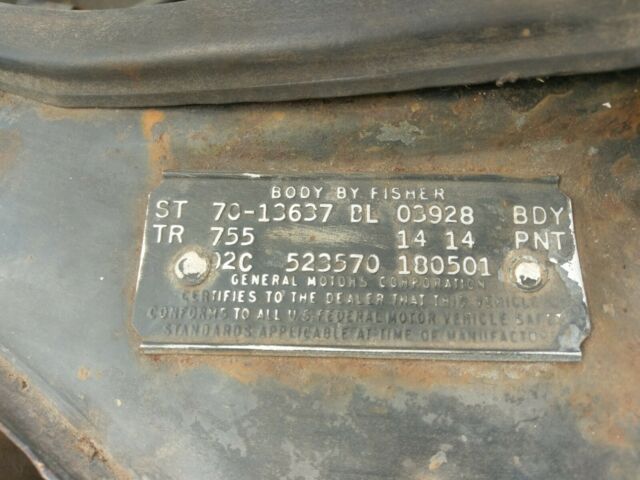 BODY BY FISHER
ST 70-13637 BL 03928 BDY
TR 755 14 14 PNT
02C 523570 180501
GENERAL MOTORS CORPORATION
CERTIFIES TO THE DEALER THAT THIS VEHICLE
CONFORMS TO ALL U S FEDERAL MOTOR VEHICLE SAFETY
STANDARDS APPLICABLE AT TIME OF MANUFACTURE